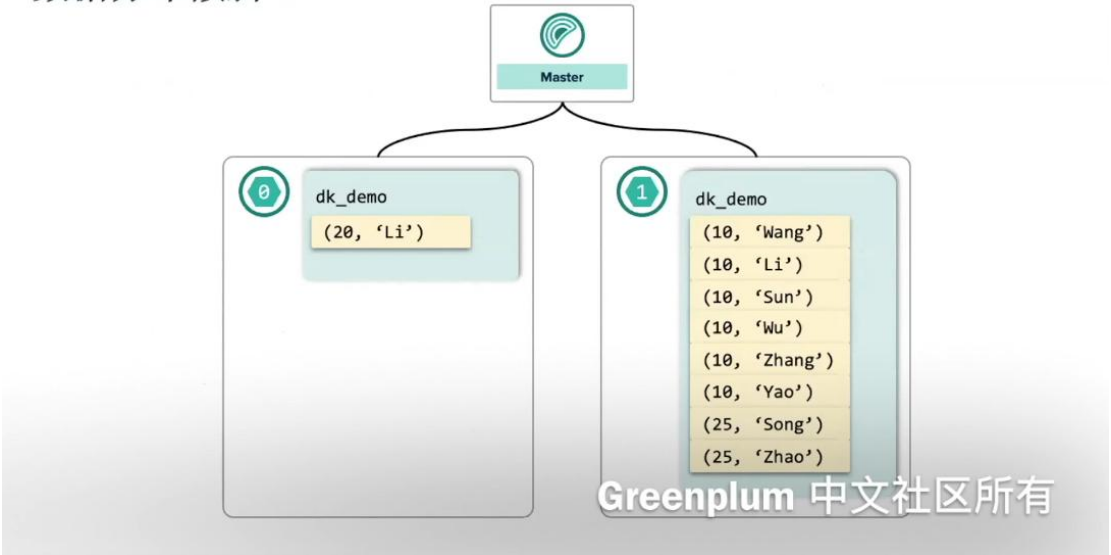 Master
0
dk_demo
(20, ‘Li’)
1
dk_demo
(10, ‘Wang’)
(10, ‘Li’)
(10, ‘Sun’)
(10, ‘Wu’)
(10, ‘Zhang’)
(10, ‘Yao’)
(25, ‘Song’)
(25, ‘Zhao’)
Greenplum 中文社区所有